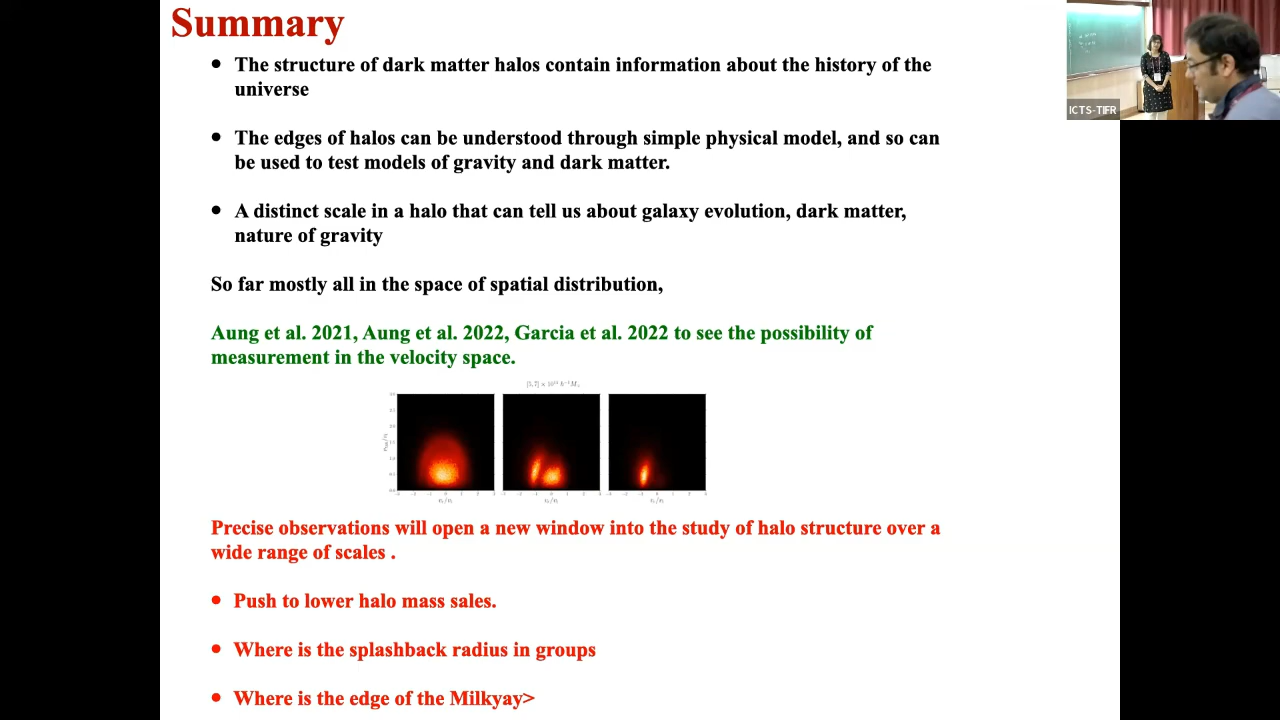 Summary
ICTS-TIFR
• The structure of dark matter halos contain information about the history of the
universe
• The edges of halos can be understood through simple physical model, and so can
be used to test models of gravity and dark matter.
• A distinct scale in a halo that can tell us about galaxy evolution, dark matter,
nature of gravity
So far mostly all in the space of spatial distribution,
Aung et al. 2021, Aung et al. 2022, Garcia et al. 2022 to see the possibility of
measurement in the velocity space.
Precise observations will open a new window into the study of halo structure over a
wide range of scales .
• Push to lower halo mass sales.
• Where is the splashback radius in groups
• Where is the edge of the Milkyay>